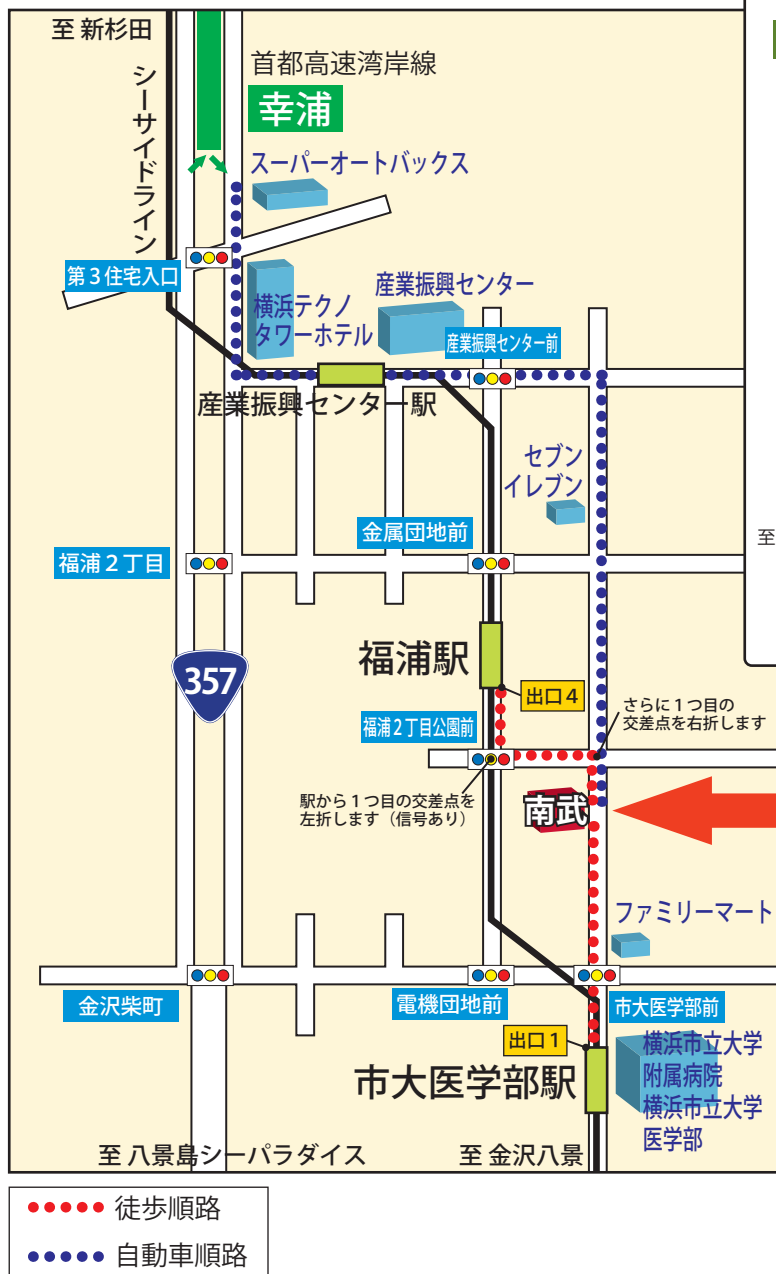 至 新杉田
シーサイドライン
首都高速湾岸線
幸浦
スーパーオートバックス
第3住宅入口
横浜テクノ
タワーホテル
産業振興センター
産業振興センター前
産業振興センター駅
セブン
イレブン
至
福浦2丁目
金属団地前
福浦駅
357
出口4
さらに1つ目の
交差点を右折します
福浦2丁目公園前
駅から1つ目の交差点を
左折します（信号あり）
南武
ファミリーマート
金沢柴町
電機団地前
市大医学部前
出口1
市大医学部駅
横浜市立大学
附属病院
横浜市立大学
医学部
至 八景島シーパラダイス
至 金沢八景
徒歩順路
自動車順路